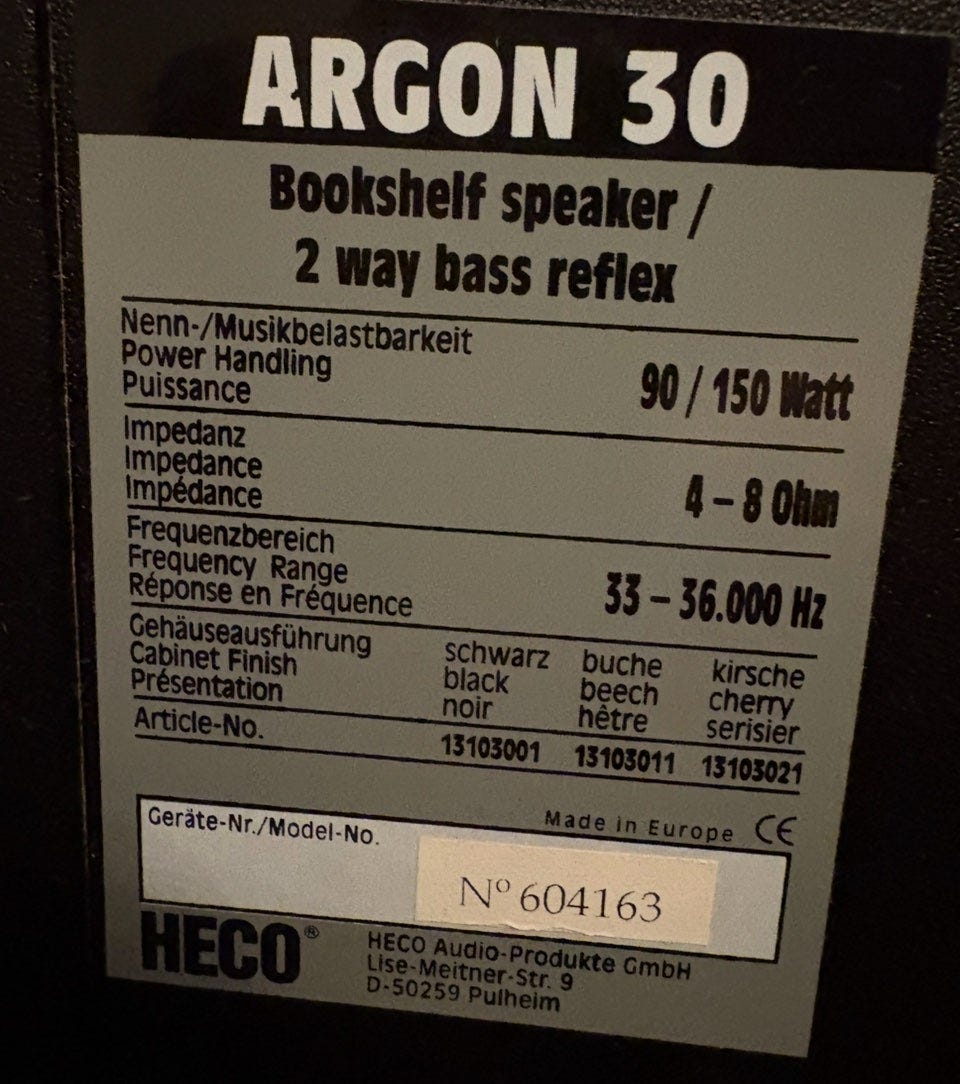 ARGON 30
Bookshelf speaker /
2 way bass reflex
Nenn-/Musikbelastbarkeit
Power Handling
Puissance
90 / 150 Watt
Impedanz
Impedance
Impédance
4 – 8 Ohm
Frequenzbereich
Frequency Range
Réponse en Fréquence
33 – 36.000 Hz
Gehäuseausführung
Cabinet Finish
Présentation
schwarz buche kirsche
black beech cherry
noir hêtre serisier
Article-No. 13103001 13103011 13103021
Made in Europe CE
Geräte-Nr./Model-No.
Nº 604163
HECO®
HECO Audio-Produkte GmbH
Lise-Meitner-Str. 9
D-50259 Pulheim